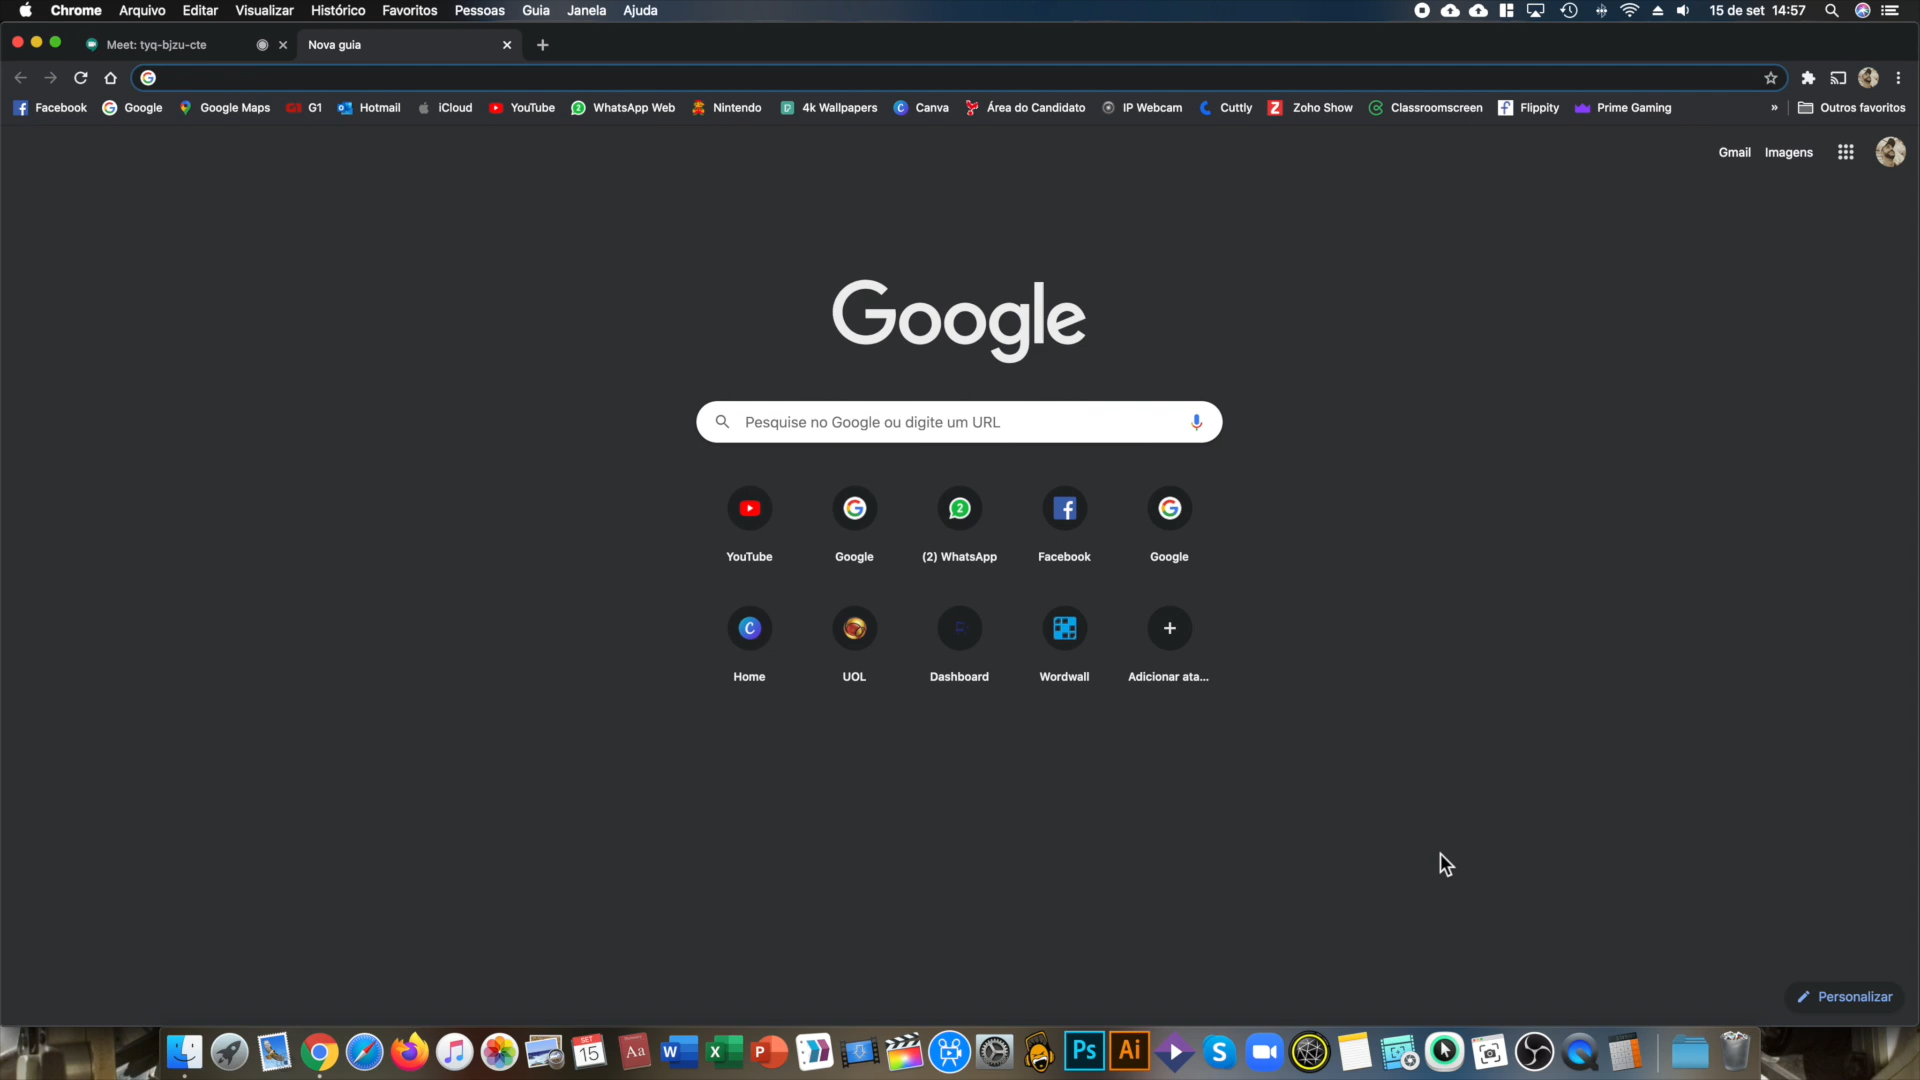 Chrome Arquivo Editar Visualizar Histórico Favoritos Pessoas Guia Janela Ajuda 15 de set 14:57
Meet: tyq-bjzu-cte Nova guia
Facebook Google Google Maps G1 Hotmail iCloud YouTube WhatsApp Web Nintendo 4k Wallpapers Canva Área do Candidato IP Webcam Cuttly Zoho Show Classroomscreen Flippity Prime Gaming » Outros favoritos
Gmail Imagens
Google
Pesquise no Google ou digite um URL
YouTube Google (2) WhatsApp Facebook Google
Home UOL Dashboard Wordwall Adicionar ata...
Personalizar
SET 15 Aa W X P Ps Ai S